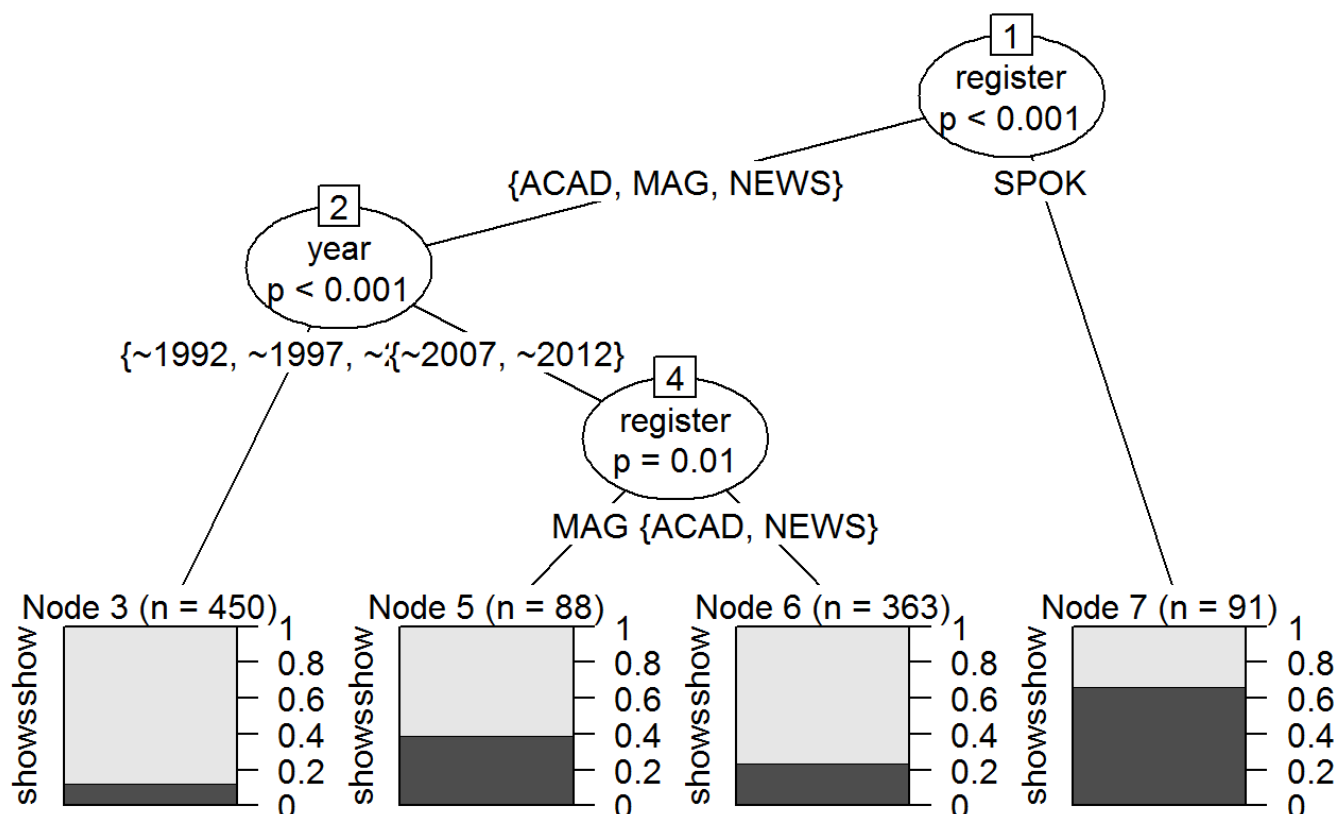 1
register
p < 0.001
{ACAD, MAG, NEWS}
SPOK
2
year
p < 0.001
{~1992, ~1997, ~
{~2007, ~2012}
4
register
p = 0.01
MAG
{ACAD, NEWS}
Node 3 (n = 450)
showsshow
1
0.8
0.6
0.4
0.2
0
Node 5 (n = 88)
showsshow
1
0.8
0.6
0.4
0.2
0
Node 6 (n = 363)
showsshow
1
0.8
0.6
0.4
0.2
0
Node 7 (n = 91)
showsshow
1
0.8
0.6
0.4
0.2
0